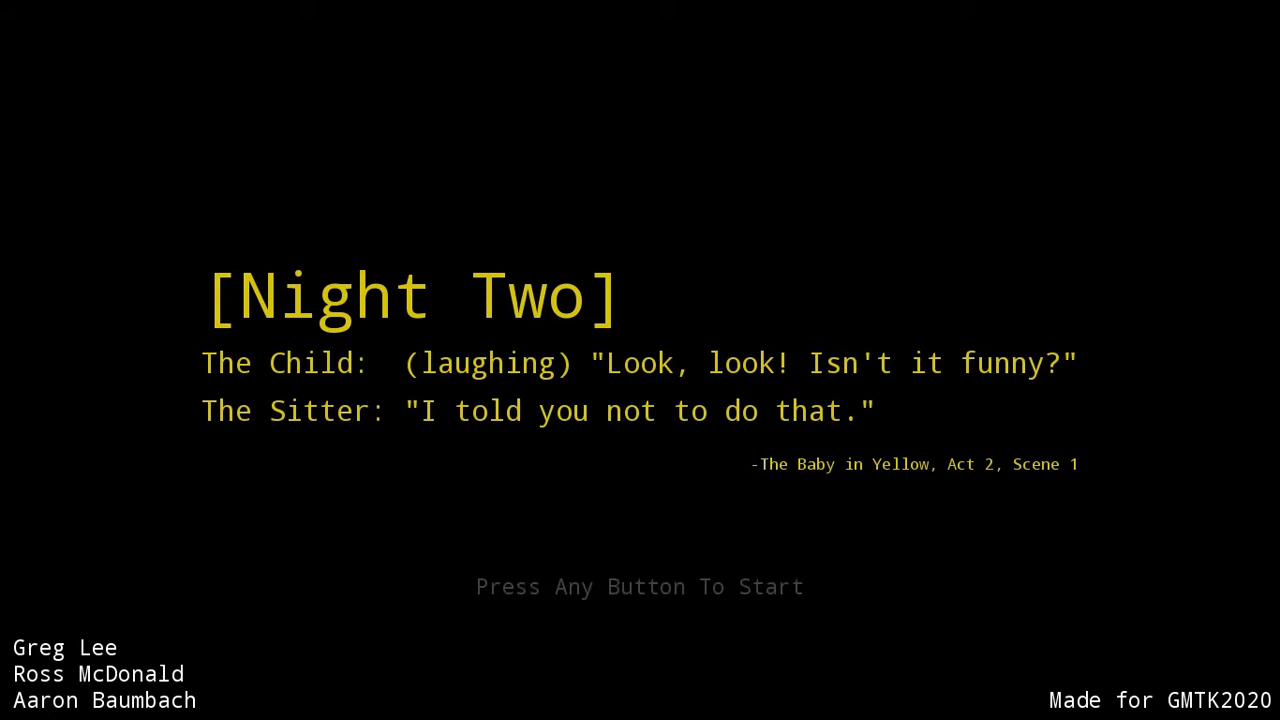 [Night Two]
The Child:  (laughing) "Look, look! Isn't it funny?"
The Sitter: "I told you not to do that."
-The Baby in Yellow, Act 2, Scene 1
Press Any Button To Start
Greg Lee
Ross McDonald
Aaron Baumbach
Made for GMTK2020